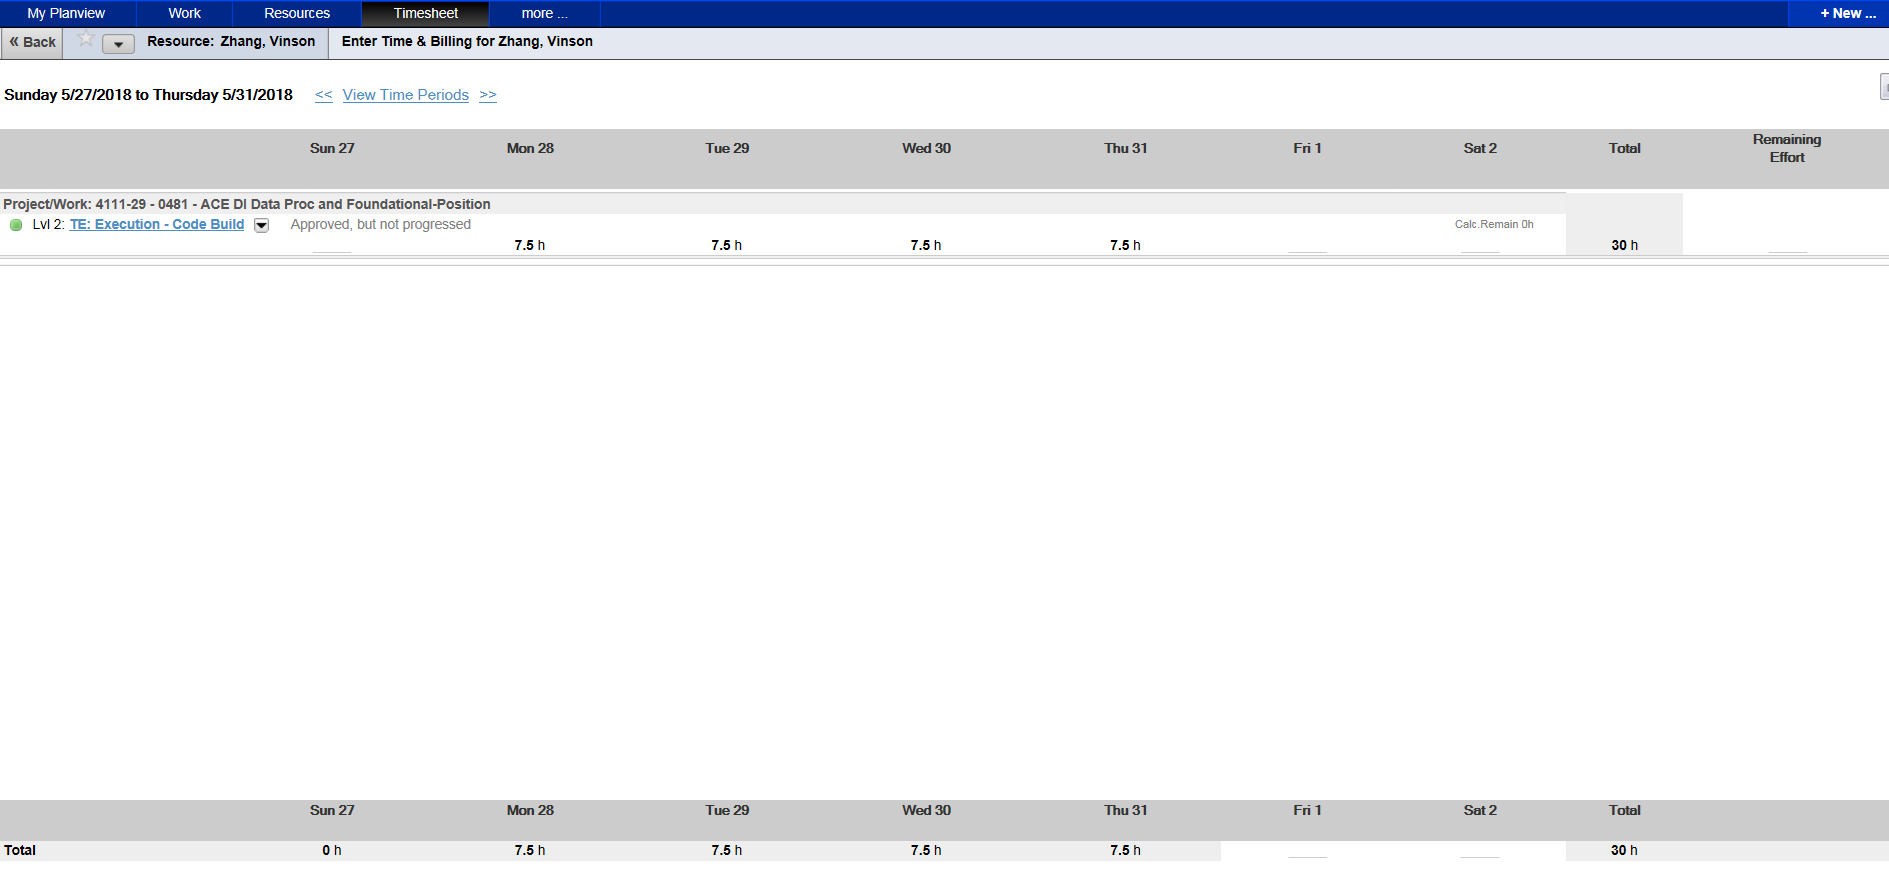 My Planview Work Resources Timesheet more ... + New ...
« Back Resource: Zhang, Vinson Enter Time & Billing for Zhang, Vinson
Sunday 5/27/2018 to Thursday 5/31/2018 << View Time Periods >>
Sun 27 Mon 28 Tue 29 Wed 30 Thu 31 Fri 1 Sat 2 Total Remaining Effort
Project/Work: 4111-29 - 0481 - ACE DI Data Proc and Foundational-Position
Lvl 2: TE: Execution - Code Build Approved, but not progressed Calc.Remain 0h
7.5 h 7.5 h 7.5 h 7.5 h 30 h
Sun 27 Mon 28 Tue 29 Wed 30 Thu 31 Fri 1 Sat 2 Total
Total 0 h 7.5 h 7.5 h 7.5 h 7.5 h 30 h